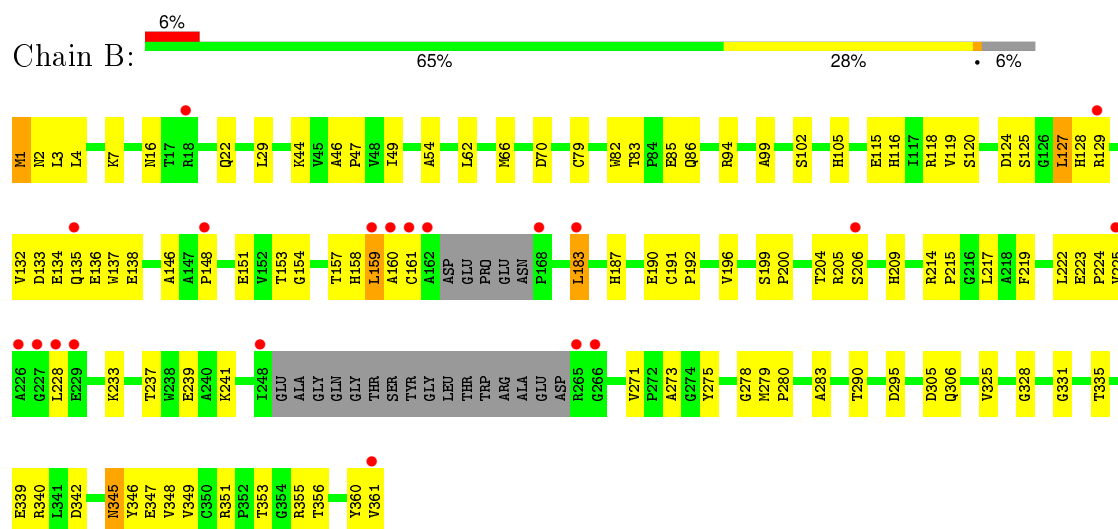 6%
Chain B:
65% 28% • 6%
M1 N2 L3 L4 K7 N16 T17 R18 Q22 L29 K44 V45 A46 P47 V48 I49 A54 L62 M66 D70 C79 W82 T83 P84 E85 Q86 R94 A99 S102 H105 E115 H116 I117 R118 V119 S120 D124 S125 G126 L127 H128 R129
V132 D133 E134 Q135 E136 W137 E138 A146 A147 P148 E151 V152 T153 G154 T157 H158 L159 A160 C161 A162 ASP GLU PRO GLU ASN P168 L183 H187 E190 C191 P192 V196 S199 P200 T204 R205 S206 H209 R214 P215 G216 L217 A218 F219 L222 E223 P224 V225
A226 G227 L228 E229 K233 T237 W238 E239 A240 K241 I248 GLU ALA GLY GLN GLY THR SER TYR GLY LEU THR TRP ARG ALA GLU ASP R265 G266 V271 P272 A273 G274 Y275 G278 M279 P280 A283 T290 D295 D305 Q306 V325 G328 G331 T335
E339 R340 L341 D342 N345 Y346 E347 V348 V349 C350 R351 P352 T353 G354 R355 T356 Y360 V361